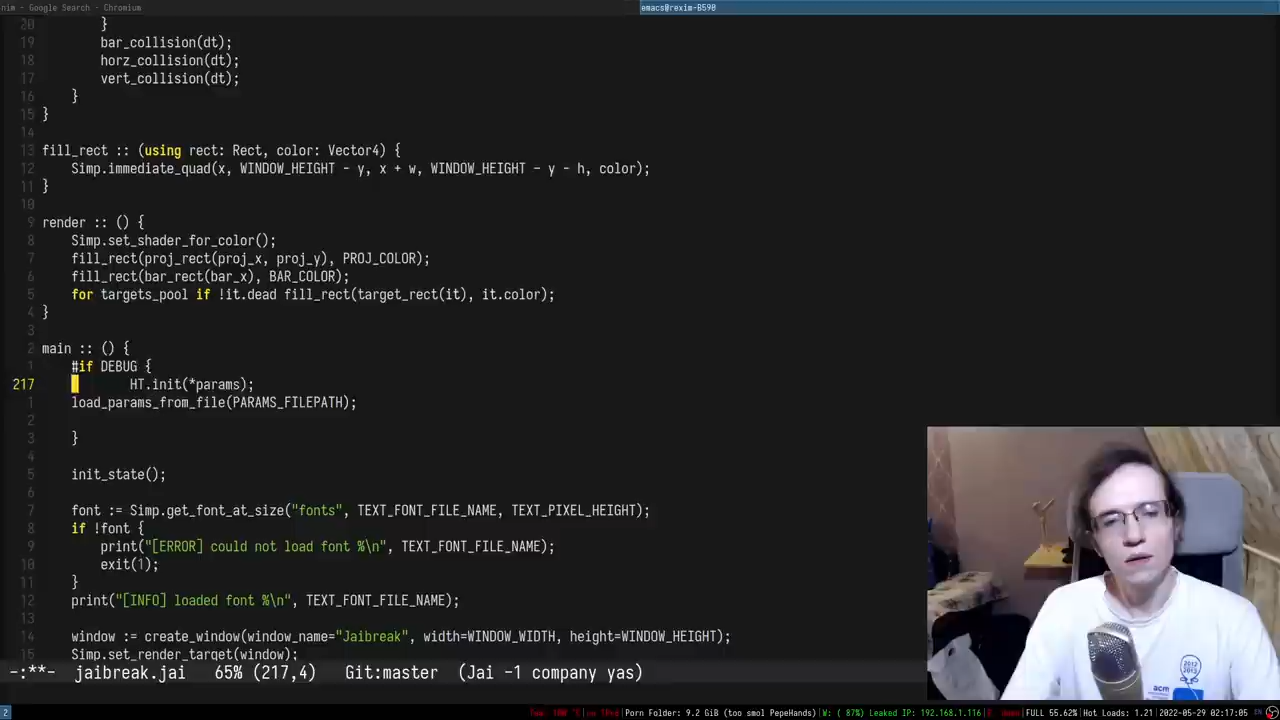 nim - Google Search - Chromium
emacs@rexim-B590
20 }
19 bar_collision(dt);
18 horz_collision(dt);
17 vert_collision(dt);
16 }
15 }
14
13 fill_rect :: (using rect: Rect, color: Vector4) {
12 Simp.immediate_quad(x, WINDOW_HEIGHT - y, x + w, WINDOW_HEIGHT - y - h, color);
11 }
10
9 render :: () {
8 Simp.set_shader_for_color();
7 fill_rect(proj_rect(proj_x, proj_y), PROJ_COLOR);
6 fill_rect(bar_rect(bar_x), BAR_COLOR);
5 for targets_pool if !it.dead fill_rect(target_rect(it), it.color);
4 }
3
2 main :: () {
1 #if DEBUG {
217 HT.init(*params);
1 load_params_from_file(PARAMS_FILEPATH);
2
3 }
4
5 init_state();
6
7 font := Simp.get_font_at_size("fonts", TEXT_FONT_FILE_NAME, TEXT_PIXEL_HEIGHT);
8 if !font {
9 print("[ERROR] could not load font %\n", TEXT_FONT_FILE_NAME);
10 exit(1);
11 }
12 print("[INFO] loaded font %\n", TEXT_FONT_FILE_NAME);
13
14 window := create_window(window_name="Jaibreak", width=WINDOW_WIDTH, height=WINDOW_HEIGHT);
15 Simp.set_render_target(window);
-:**- jaibreak.jai 65% (217,4) Git:master (Jai -1 company yas)
2012
2013
acm
2
Porn Folder: 9.2 GiB (too smol PepeHands)|W: ( 87%) Leaked IP: 192.168.1.116|
down|FULL 55.62%|Hot Loads: 1.21|2022-05-29 02:17:05 EN